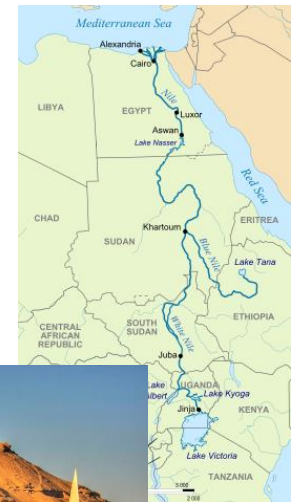 Mediterranean Sea
Alexandria
Cairo
LIBYA
EGYPT
Nile
Luxor
Aswan
Lake Nasser
Red Sea
CHAD
SUDAN
Khartoum
ERITREA
Blue Nile
Lake Tana
CENTRAL
AFRICAN
REPUBLIC
SOUTH
SUDAN
White Nile
ETHIOPIA
Juba
Lake
UGANDA
Lake Kyoga
Jinja
KENYA
Lake Victoria
TANZANIA